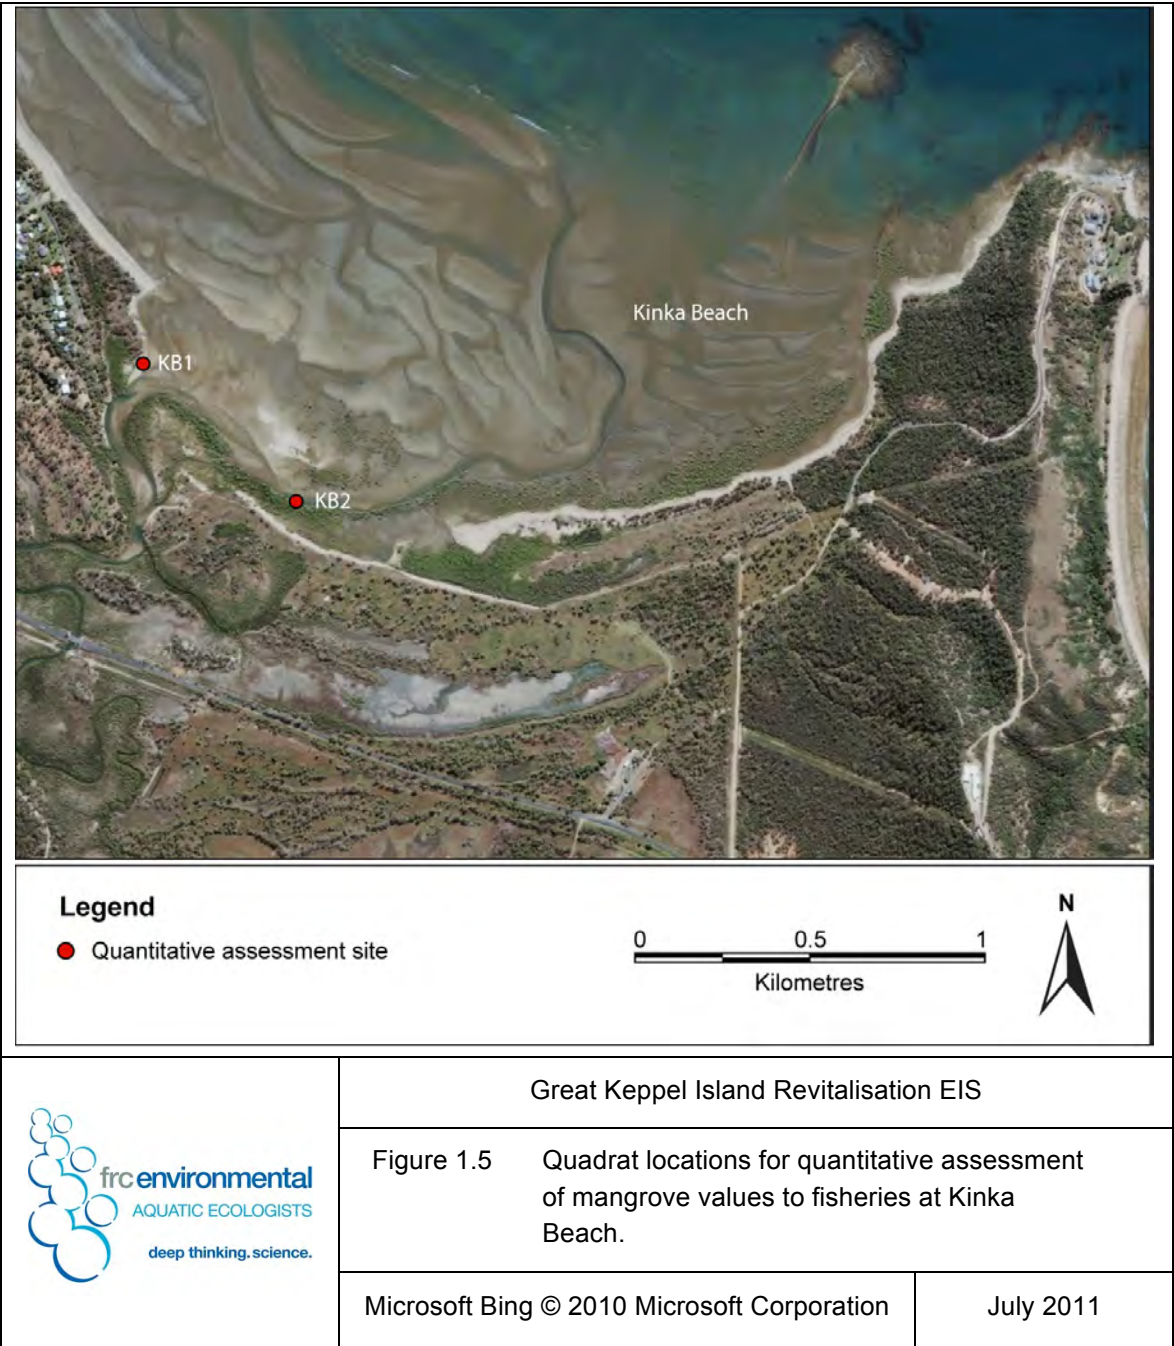 Kinka Beach
KB1
KB2
Legend
Quantitative assessment site
0 0.5 1
Kilometres
N
frc environmental
AQUATIC ECOLOGISTS
deep thinking. science.
Great Keppel Island Revitalisation EIS
Figure 1.5 Quadrat locations for quantitative assessment
of mangrove values to fisheries at Kinka
Beach.
Microsoft Bing © 2010 Microsoft Corporation
July 2011